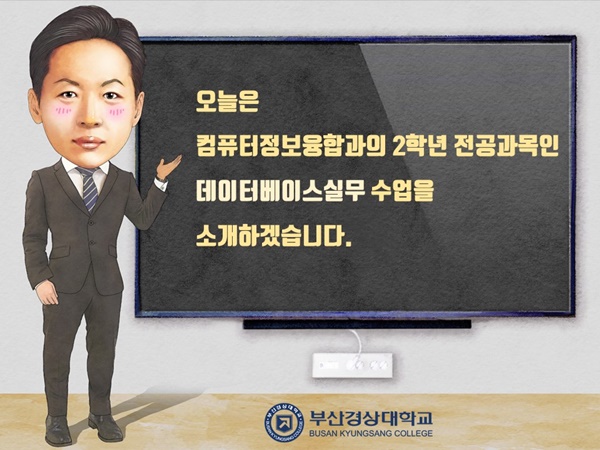 오늘은
컴퓨터정보융합과의 2학년 전공과목인
데이터베이스실무 수업을
소개하겠습니다.
부산경상대학교
BUSAN KYUNGSANG COLLEGE